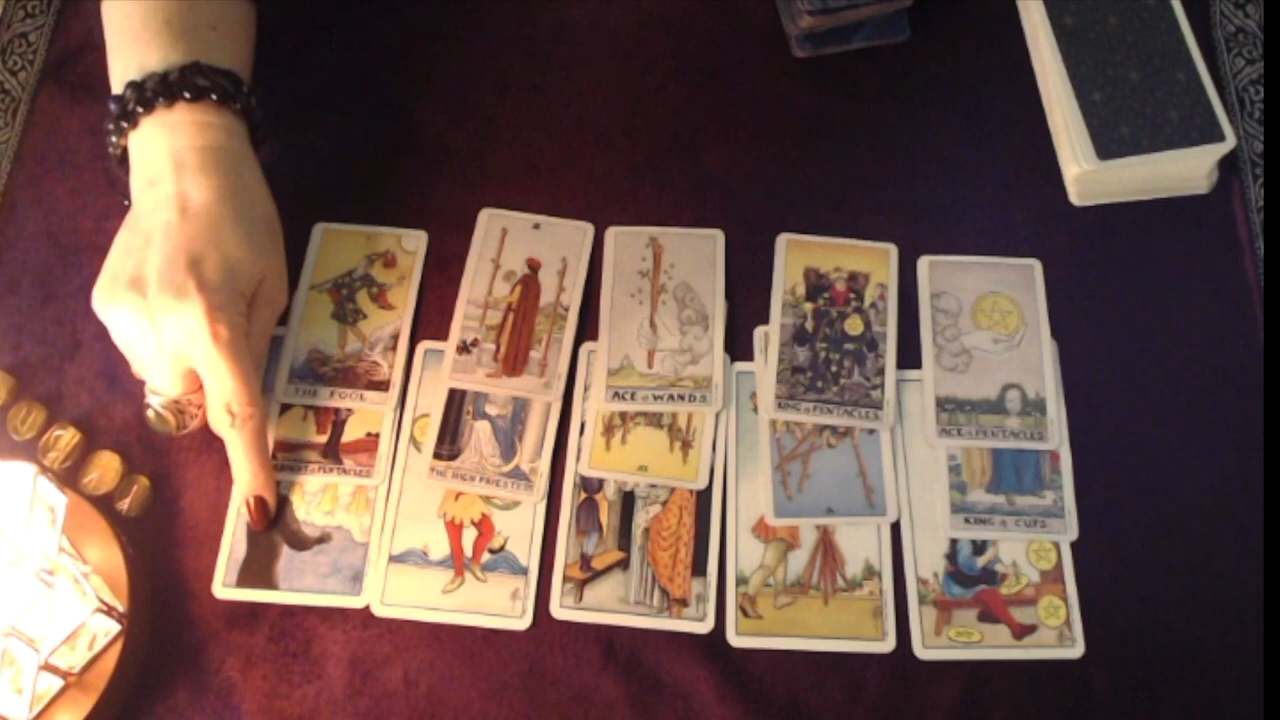 THE FOOL
ACE of WANDS
KING of PENTACLES
ACE of PENTACLES
KNIGHT of PENTACLES
THE HIGH PRIESTESS
KING of CUPS